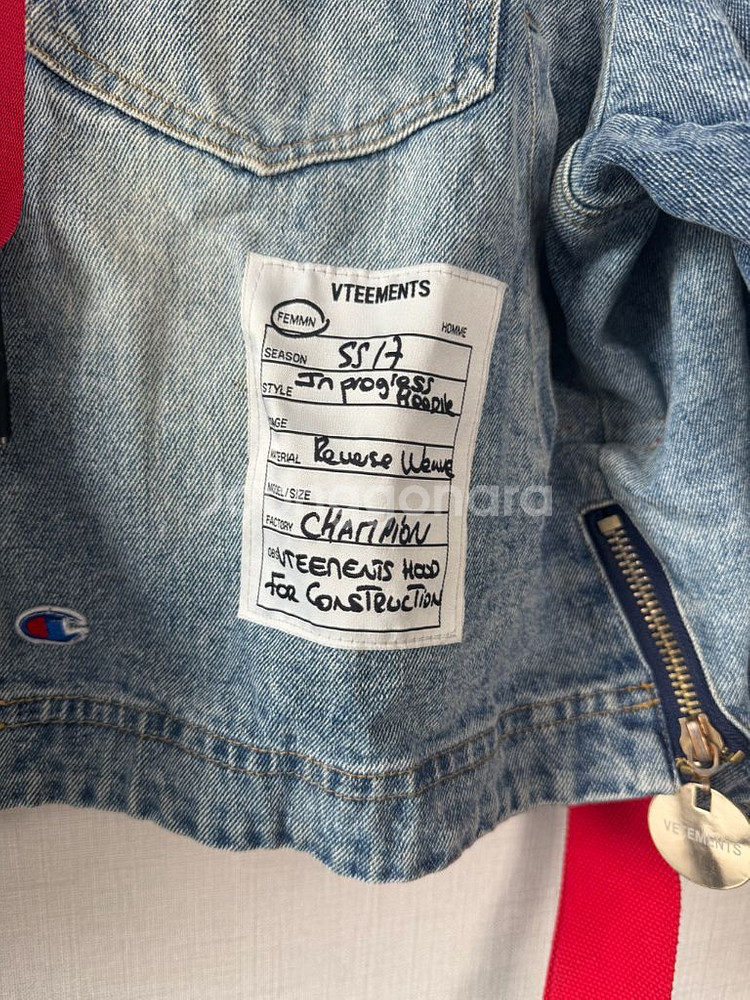 VTEEMENTS
FEMMN HOMME
SEASON SS17
STYLE In progress Hoodie
MATERIAL Reverse Weave
MODEL/SIZE
FACTORY CHAMPION
VTEEMENTS HOOD
FOR CONSTRUCTION
VETEMENTS